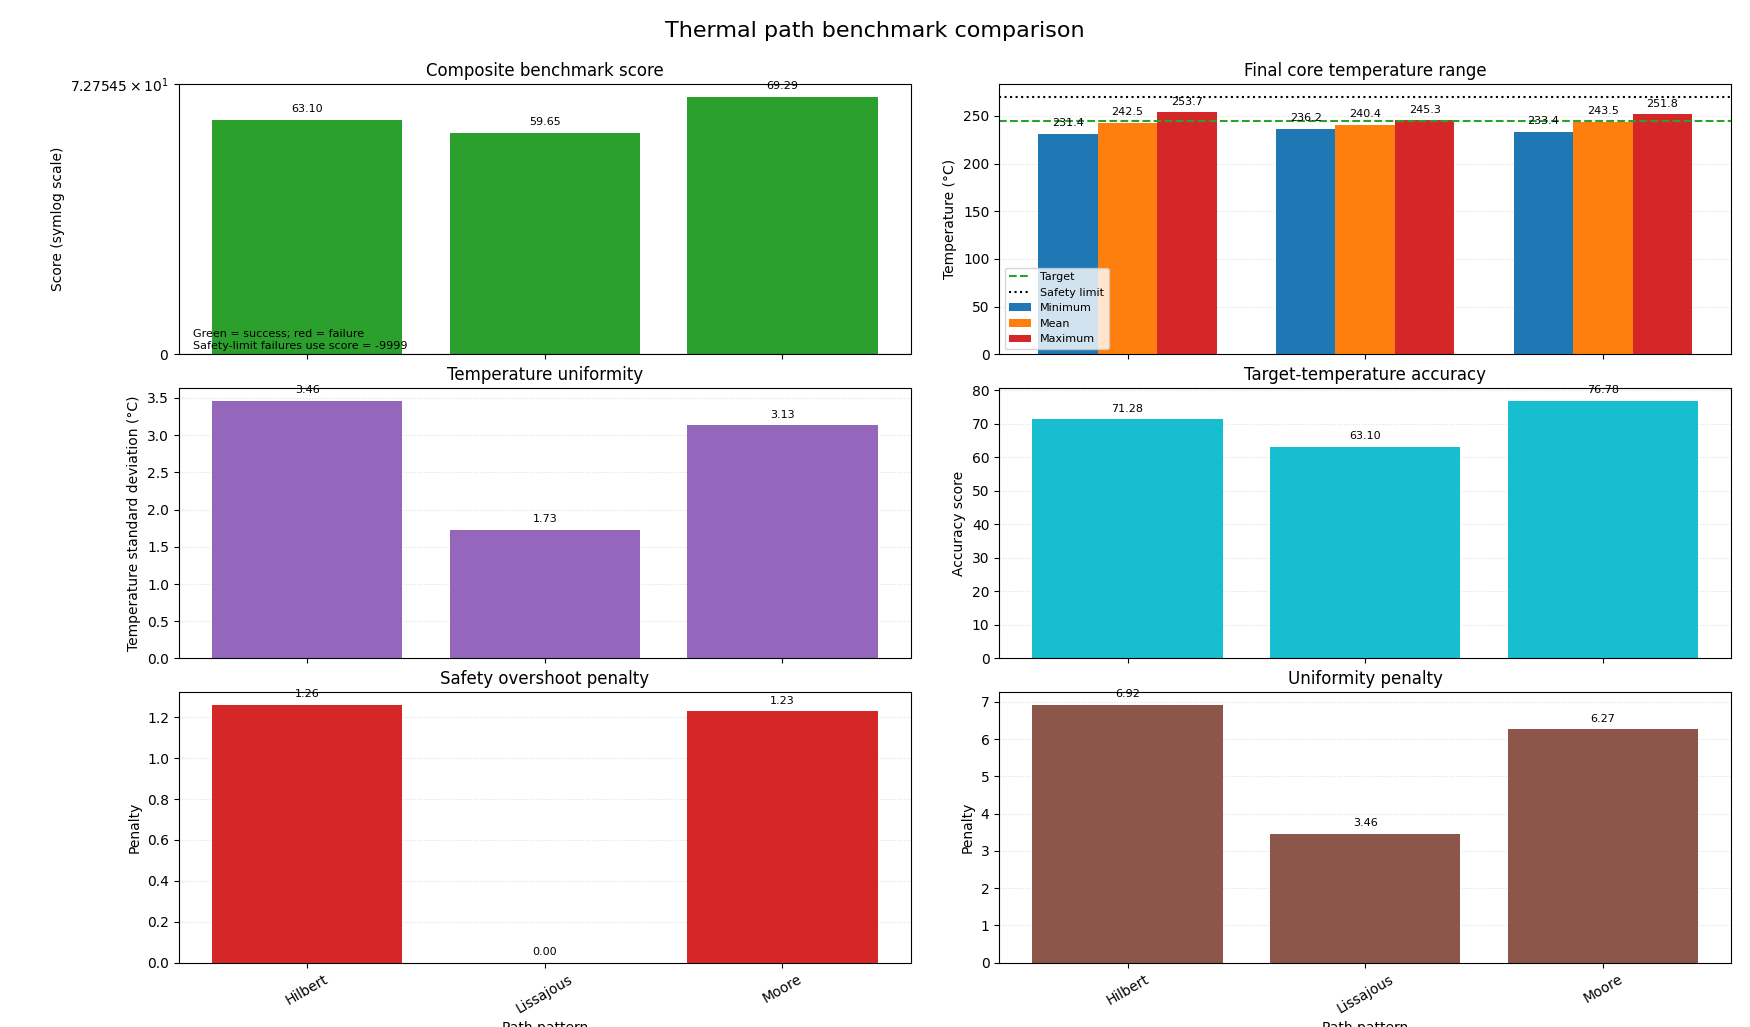 Thermal path benchmark comparison
Composite benchmark score
Score (symlog scale)
7.27545 × 10¹
0
63.10
59.65
69.29
Green = success; red = failure
Safety-limit failures use score = -9999
Final core temperature range
Temperature (°C)
250
200
150
100
50
0
231.4
242.5
253.7
236.2
240.4
245.3
233.4
243.5
251.8
Target
Safety limit
Minimum
Mean
Maximum
Temperature uniformity
Temperature standard deviation (°C)
3.5
3.0
2.5
2.0
1.5
1.0
0.5
0.0
3.46
1.73
3.13
Target-temperature accuracy
Accuracy score
80
70
60
50
40
30
20
10
0
71.28
63.10
76.78
Safety overshoot penalty
Penalty
1.2
1.0
0.8
0.6
0.4
0.2
0.0
1.26
0.00
1.23
Hilbert
Lissajous
Moore
Path pattern
Uniformity penalty
Penalty
7
6
5
4
3
2
1
0
6.92
3.46
6.27
Hilbert
Lissajous
Moore
Path pattern